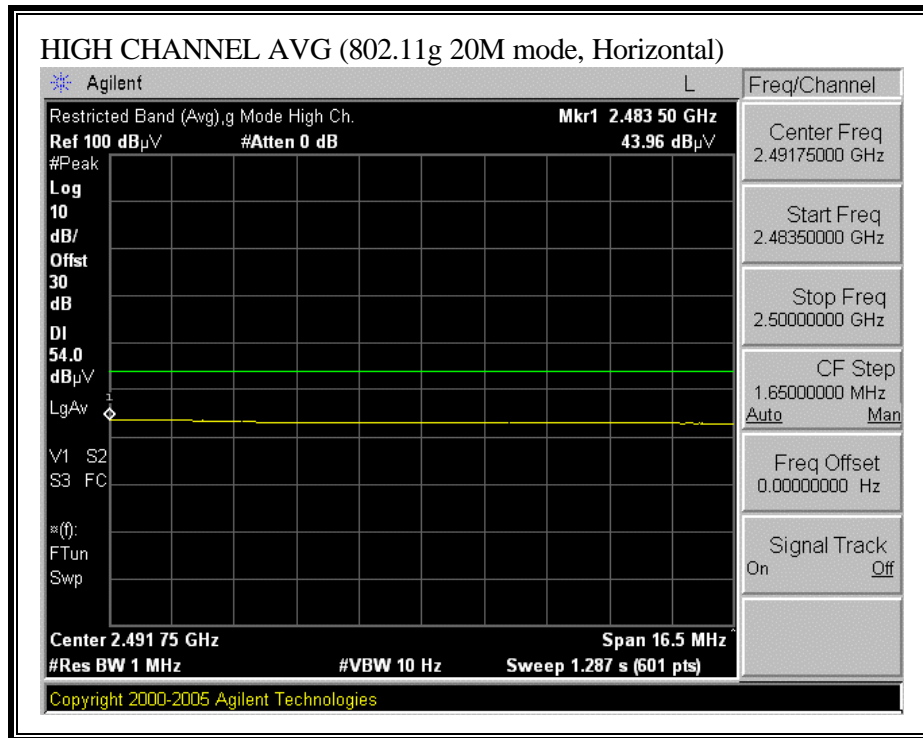 HIGH CHANNEL AVG (802.11g 20M mode, Horizontal)
Agilent L
Restricted Band (Avg),g Mode High Ch. Mkr1 2.483 50 GHz
Ref 100 dBµV #Atten 0 dB 43.96 dBµV
#Peak
Log
10
dB/
Offst
30
dB
DI
54.0
dBµV
LgAv
1
V1 S2
S3 FC
¤(f):
FTun
Swp
Center 2.491 75 GHz Span 16.5 MHz
#Res BW 1 MHz #VBW 10 Hz Sweep 1.287 s (601 pts)
Copyright 2000-2005 Agilent Technologies
Freq/Channel
Center Freq
2.49175000 GHz
Start Freq
2.48350000 GHz
Stop Freq
2.50000000 GHz
CF Step
1.65000000 MHz
Auto Man
Freq Offset
0.00000000 Hz
Signal Track
On Off